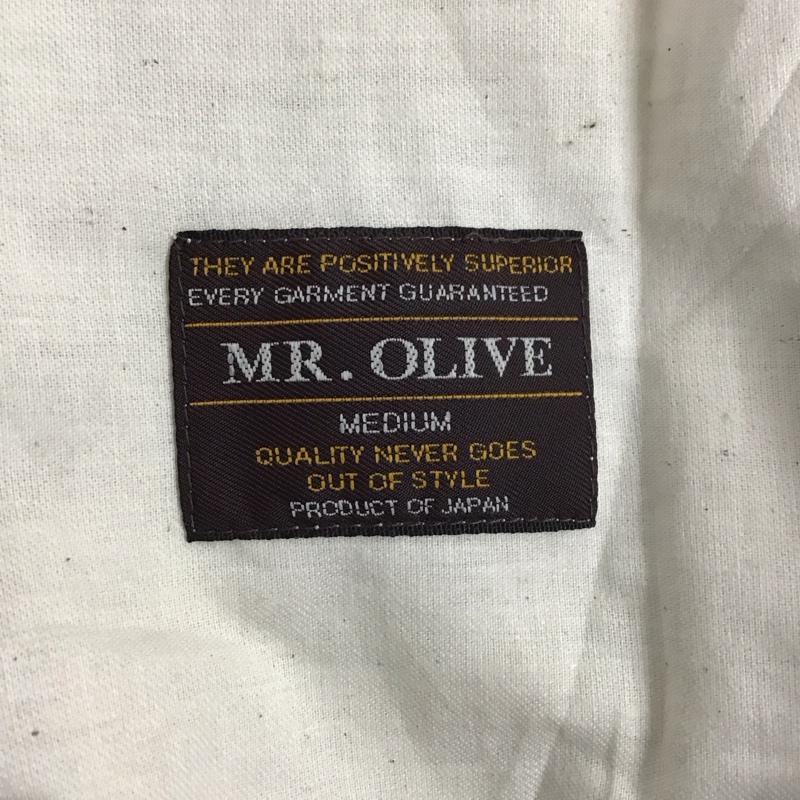 THEY ARE POSITIVELY SUPERIOR
EVERY GARMENT GUARANTEED
MR. OLIVE
MEDIUM
QUALITY NEVER GOES
OUT OF STYLE
PRODUCT OF JAPAN